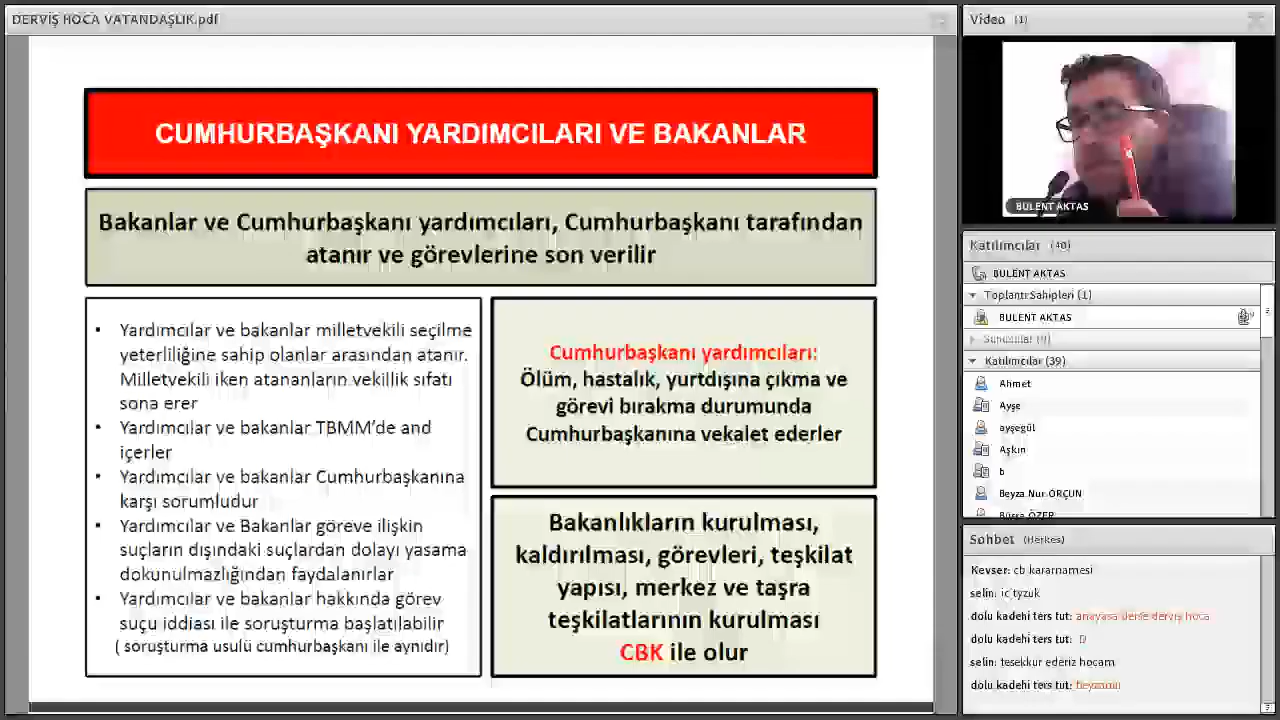 DERVİŞ HOCA VATANDAŞLIK.pdf
CUMHURBAŞKANI YARDIMCILARI VE BAKANLAR
Bakanlar ve Cumhurbaşkanı yardımcıları, Cumhurbaşkanı tarafından
atanır ve görevlerine son verilir
• Yardımcılar ve bakanlar milletvekili seçilme
yeterliliğine sahip olanlar arasından atanır.
Milletvekili iken atananların vekillik sıfatı
sona erer
• Yardımcılar ve bakanlar TBMM’de and
içerler
• Yardımcılar ve bakanlar Cumhurbaşkanına
karşı sorumludur
• Yardımcılar ve Bakanlar göreve ilişkin
suçların dışındaki suçlardan dolayı yasama
dokunulmazlığından faydalanırlar
• Yardımcılar ve bakanlar hakkında görev
suçu iddiası ile soruşturma başlatılabilir
( soruşturma usulü cumhurbaşkanı ile aynıdır)
Cumhurbaşkanı yardımcıları:
Ölüm, hastalık, yurtdışına çıkma ve
görevi bırakma durumunda
Cumhurbaşkanına vekalet ederler
Bakanlıkların kurulması,
kaldırılması, görevleri, teşkilat
yapısı, merkez ve taşra
teşkilatlarının kurulması
CBK ile olur
Video (1)
BULENT AKTAS
Katılımcılar (40)
BULENT AKTAS
Toplantı Sahipleri (1)
BULENT AKTAS
Sunucular (0)
Katılımcılar (39)
Ahmet
Ayşe
ayşegül
Aşkın
b
Beyza Nur ORÇUN
Büşra ÖZER
Sohbet (Herkes)
Kevser: cb kararnamesi
selin: ic tyzuk
dolu kadehi ters tut: anayasa derle derviş hoca
dolu kadehi ters tut:
selin: tesekkur ederiz hocam
dolu kadehi ters tut: